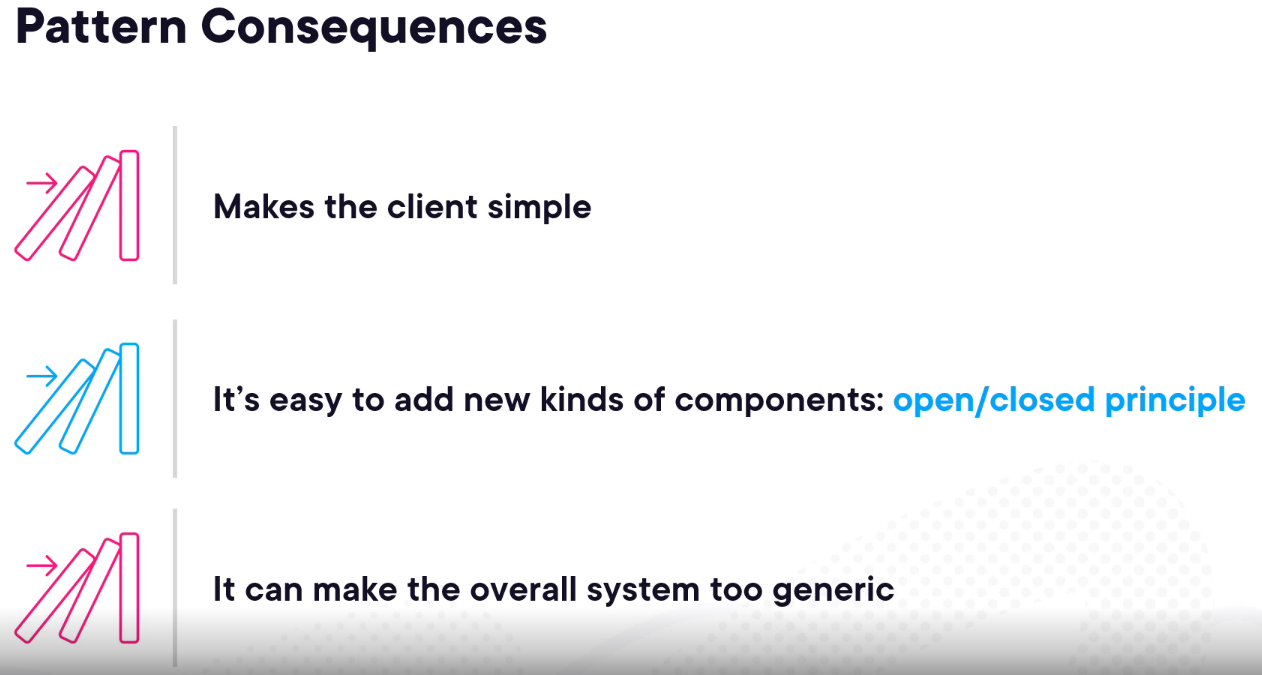 Pattern Consequences
Makes the client simple
It’s easy to add new kinds of components: open/closed principle
It can make the overall system too generic